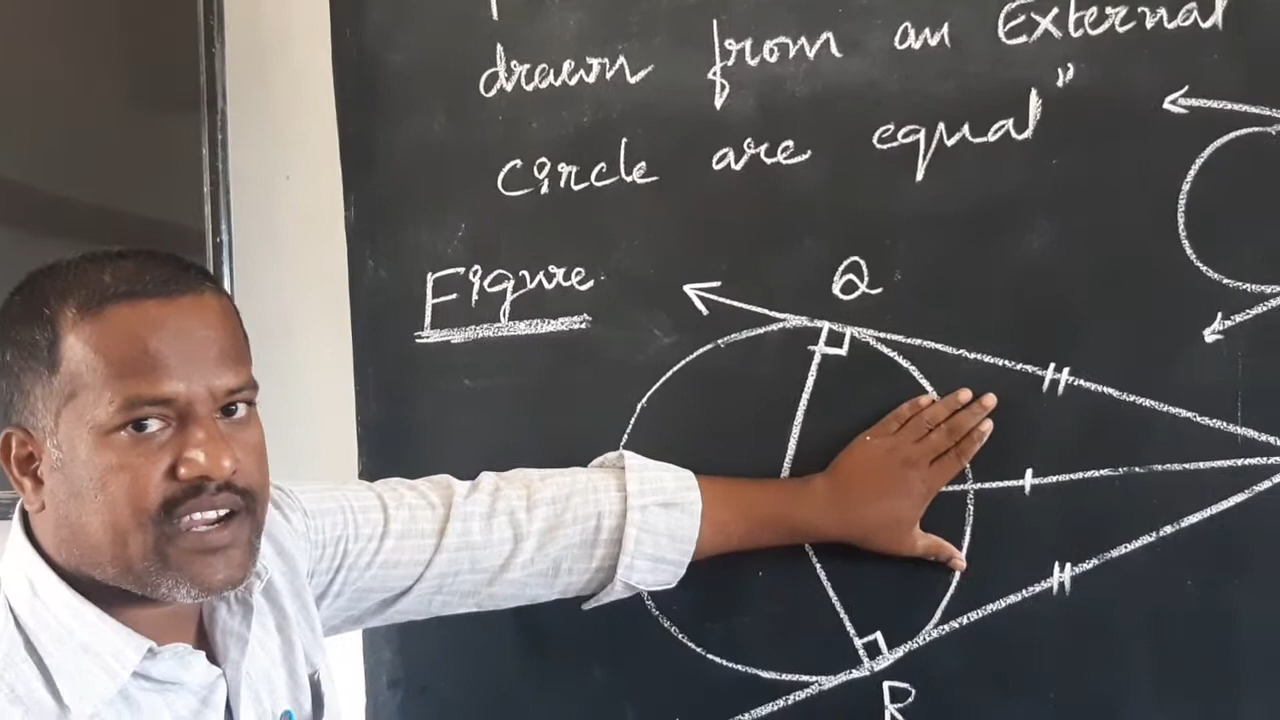 drawn from an External
circle are equal"
Figure
Q
R